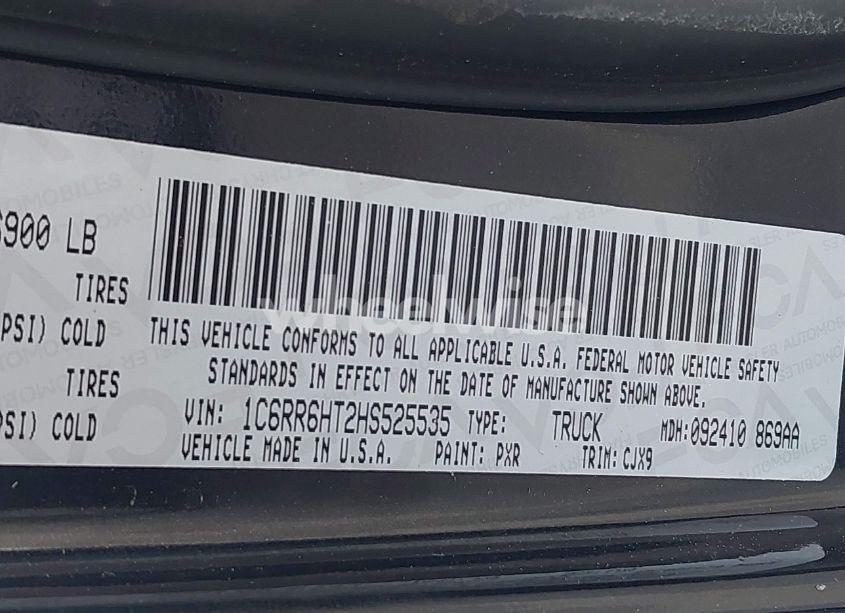 6900 LB
TIRES
PSI) COLD
TIRES
PSI) COLD
wheelwise
THIS VEHICLE CONFORMS TO ALL APPLICABLE U.S.A. FEDERAL MOTOR VEHICLE SAFETY
STANDARDS IN EFFECT ON THE DATE OF MANUFACTURE SHOWN ABOVE.
VIN: 1C6RR6HT2HS525535 TYPE: TRUCK MDH:092410 869AA
VEHICLE MADE IN U.S.A. PAINT: PXR TRIM:CJX9